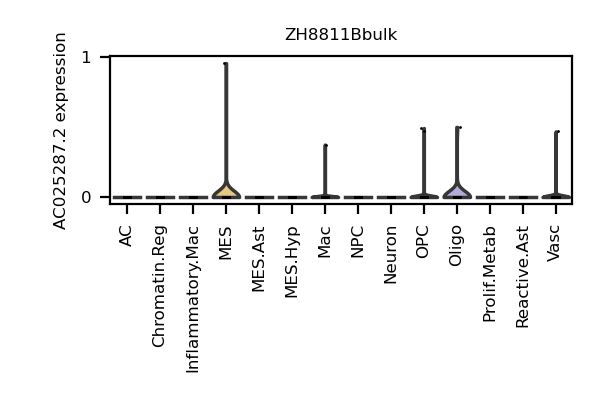 ZH8811Bbulk
AC025287.2 expression
1
0
AC
Chromatin.Reg
Inflammatory.Mac
MES
MES.Ast
MES.Hyp
Mac
NPC
Neuron
OPC
Oligo
Prolif.Metab
Reactive.Ast
Vasc